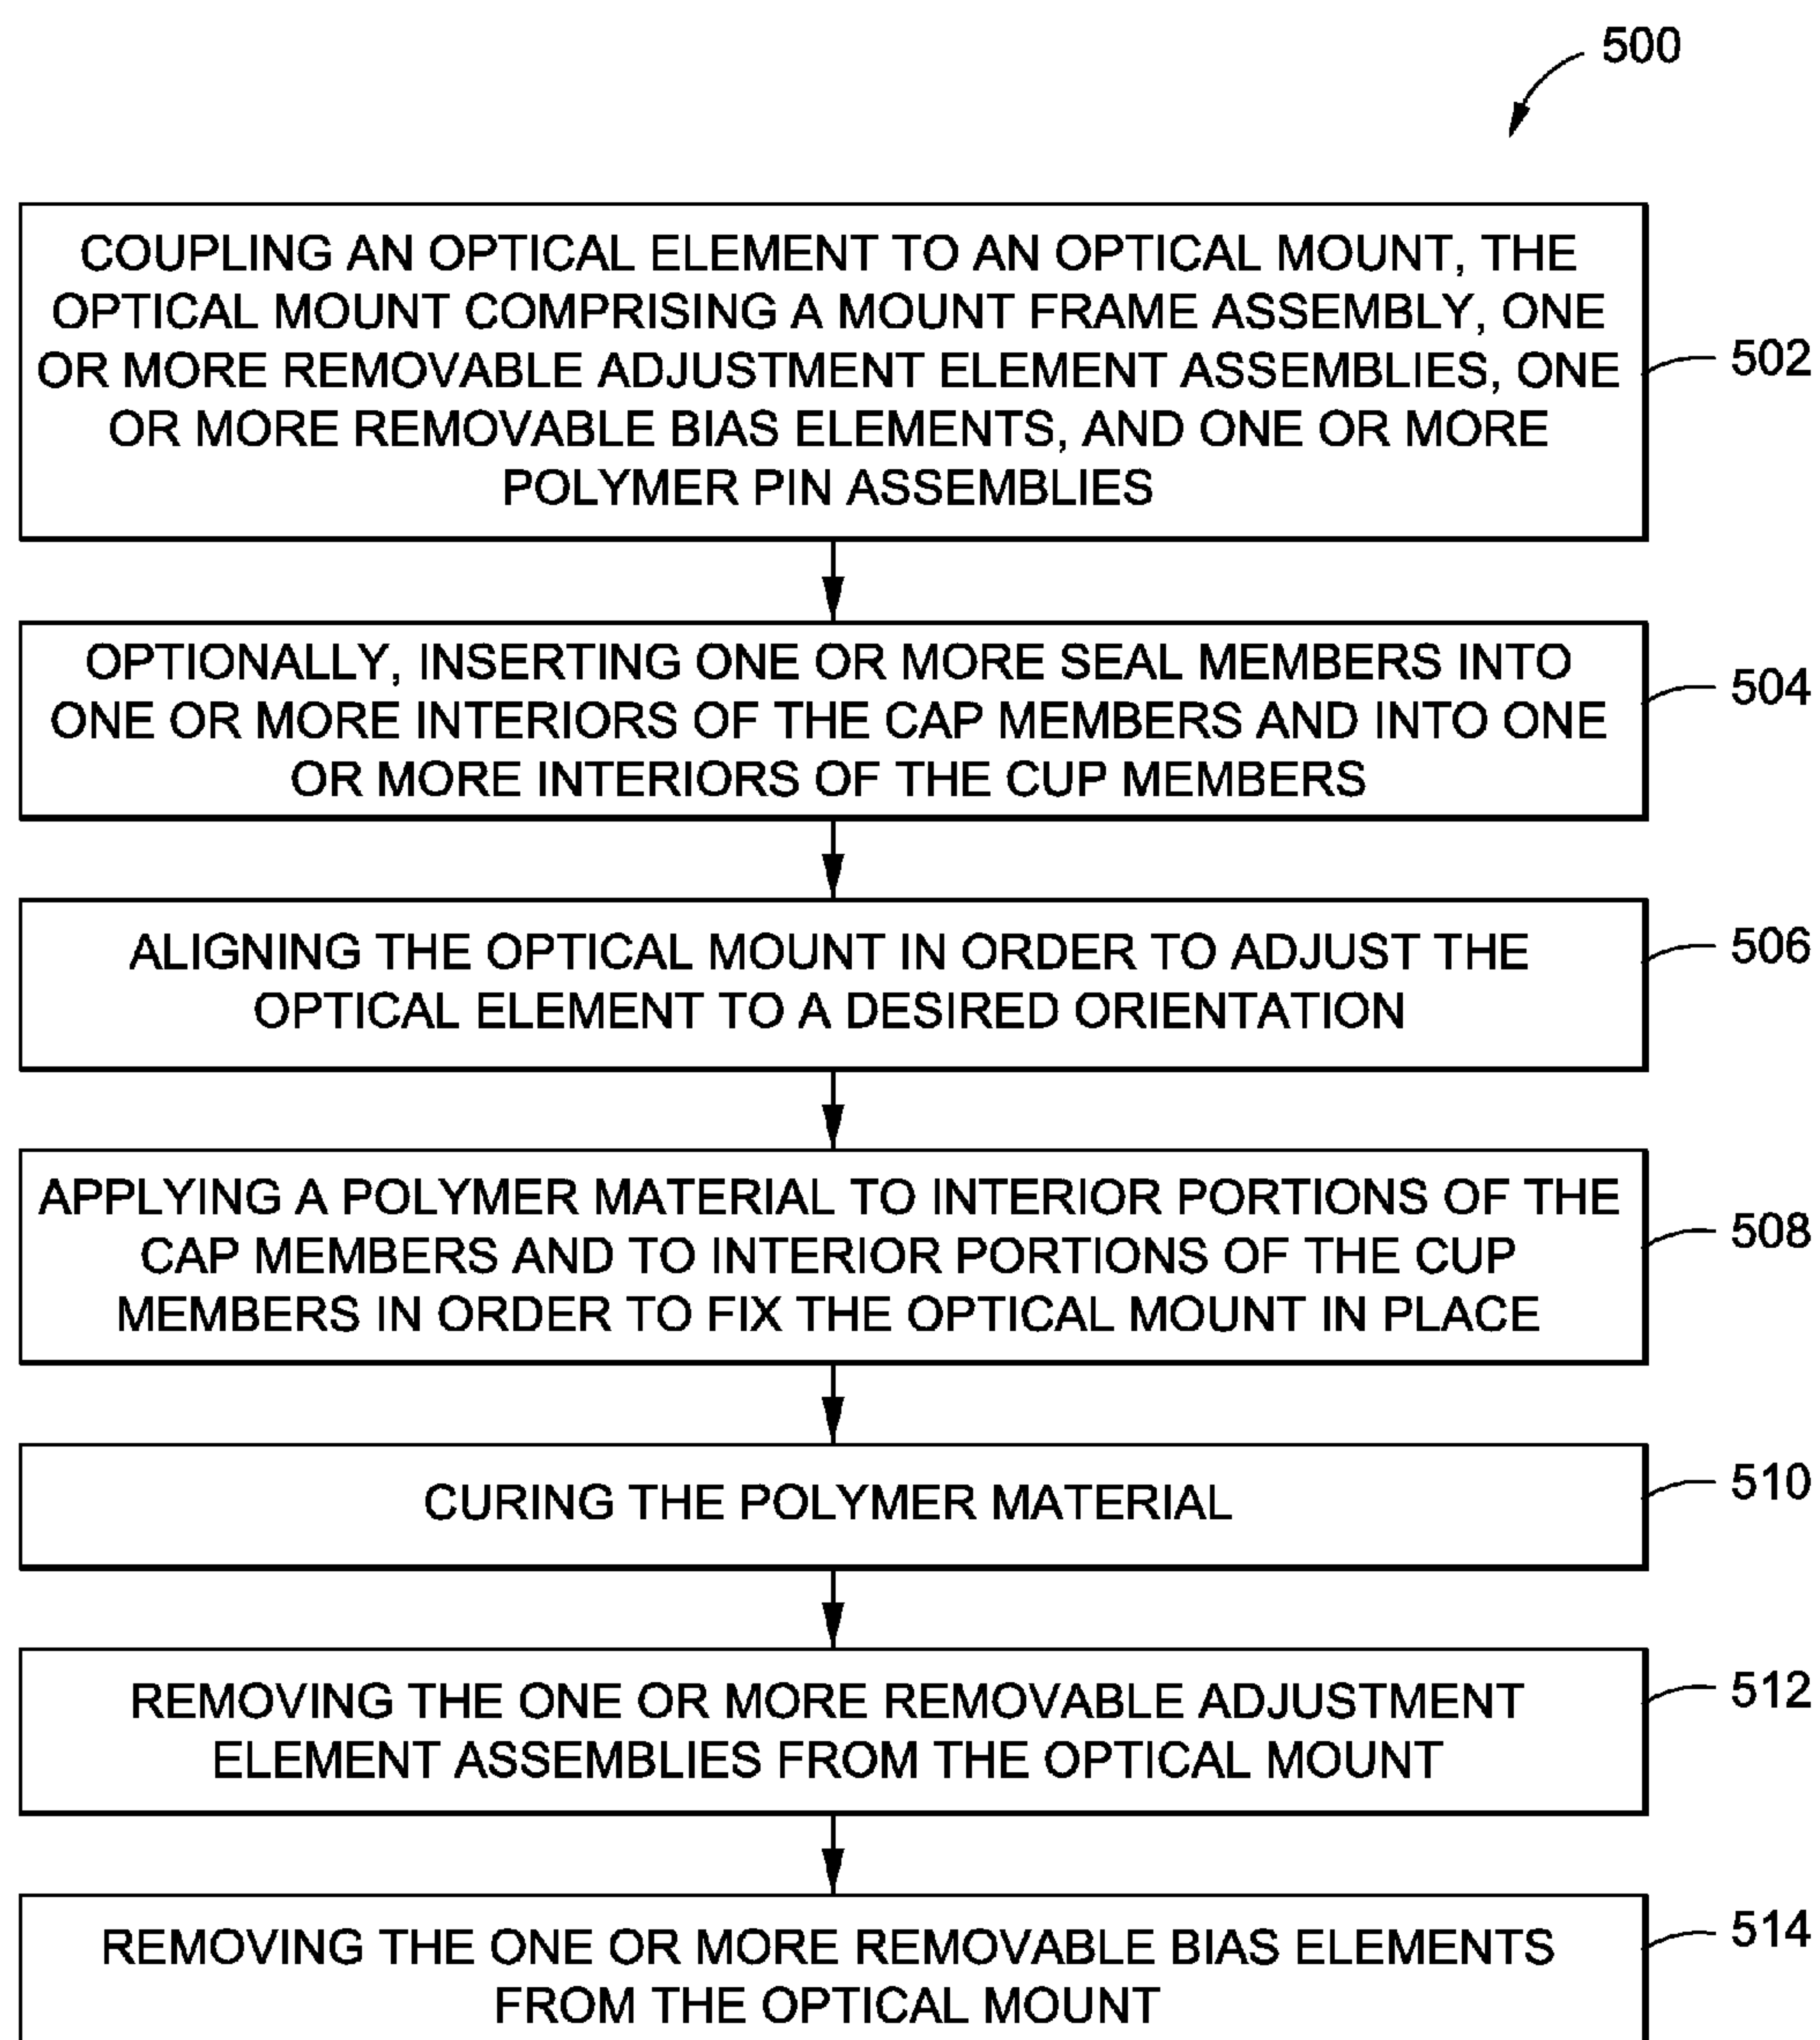 500
COUPLING AN OPTICAL ELEMENT TO AN OPTICAL MOUNT, THE
OPTICAL MOUNT COMPRISING A MOUNT FRAME ASSEMBLY, ONE
OR MORE REMOVABLE ADJUSTMENT ELEMENT ASSEMBLIES, ONE
OR MORE REMOVABLE BIAS ELEMENTS, AND ONE OR MORE
POLYMER PIN ASSEMBLIES
502
OPTIONALLY, INSERTING ONE OR MORE SEAL MEMBERS INTO
ONE OR MORE INTERIORS OF THE CAP MEMBERS AND INTO ONE
OR MORE INTERIORS OF THE CUP MEMBERS
504
ALIGNING THE OPTICAL MOUNT IN ORDER TO ADJUST THE
OPTICAL ELEMENT TO A DESIRED ORIENTATION
506
APPLYING A POLYMER MATERIAL TO INTERIOR PORTIONS OF THE
CAP MEMBERS AND TO INTERIOR PORTIONS OF THE CUP
MEMBERS IN ORDER TO FIX THE OPTICAL MOUNT IN PLACE
508
CURING THE POLYMER MATERIAL
510
REMOVING THE ONE OR MORE REMOVABLE ADJUSTMENT
ELEMENT ASSEMBLIES FROM THE OPTICAL MOUNT
512
REMOVING THE ONE OR MORE REMOVABLE BIAS ELEMENTS
FROM THE OPTICAL MOUNT
514